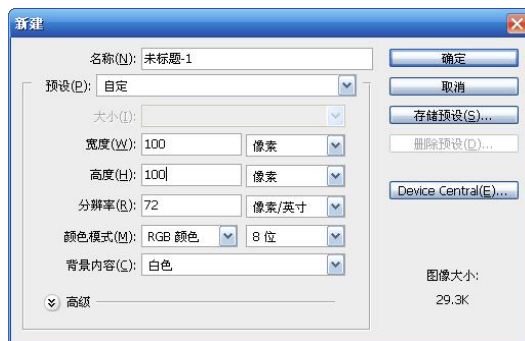 新建
名称(N): 未标题-1
确定
预设(P): 自定
取消
大小(I):
存储预设(S)...
宽度(W): 100 像素
删除预设(D)...
高度(H): 100 像素
Device Central(E)...
分辨率(R): 72 像素/英寸
颜色模式(M): RGB 颜色 8 位
背景内容(C): 白色
图像大小:
29.3K
高级